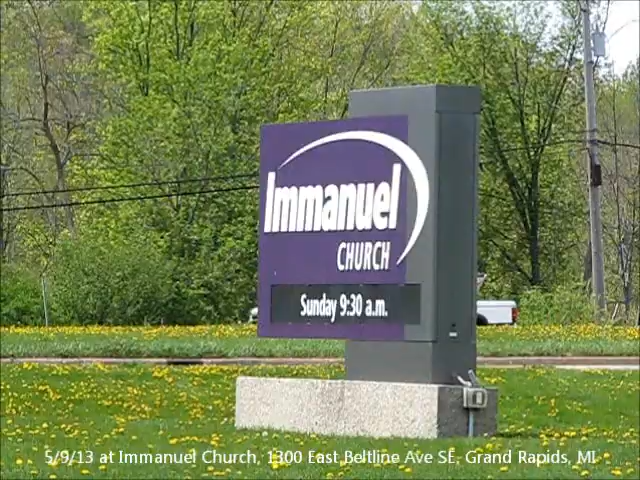 Immanuel
CHURCH
Sunday 9:30 a.m.
5/9/13 at Immanuel Church, 1300 East Beltline Ave SE, Grand Rapids, MI